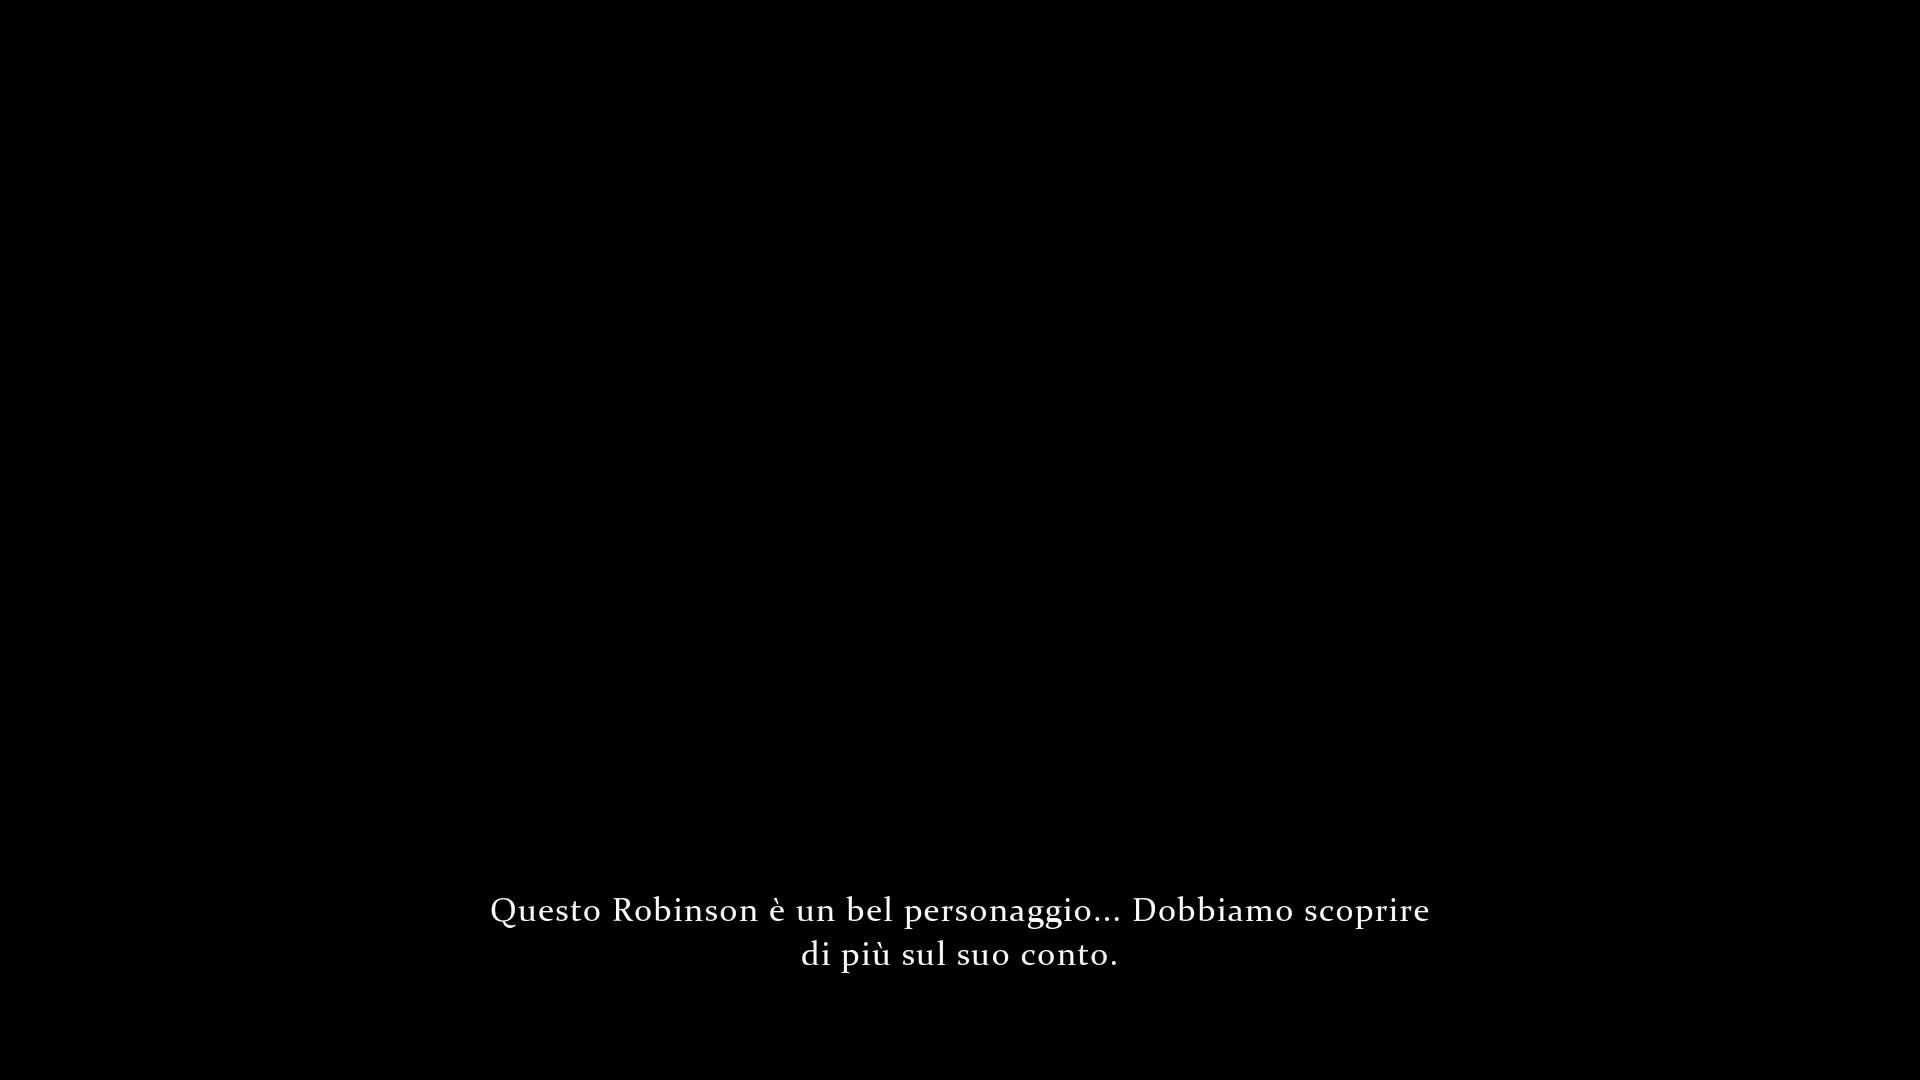 Questo Robinson è un bel personaggio... Dobbiamo scoprire
di più sul suo conto.